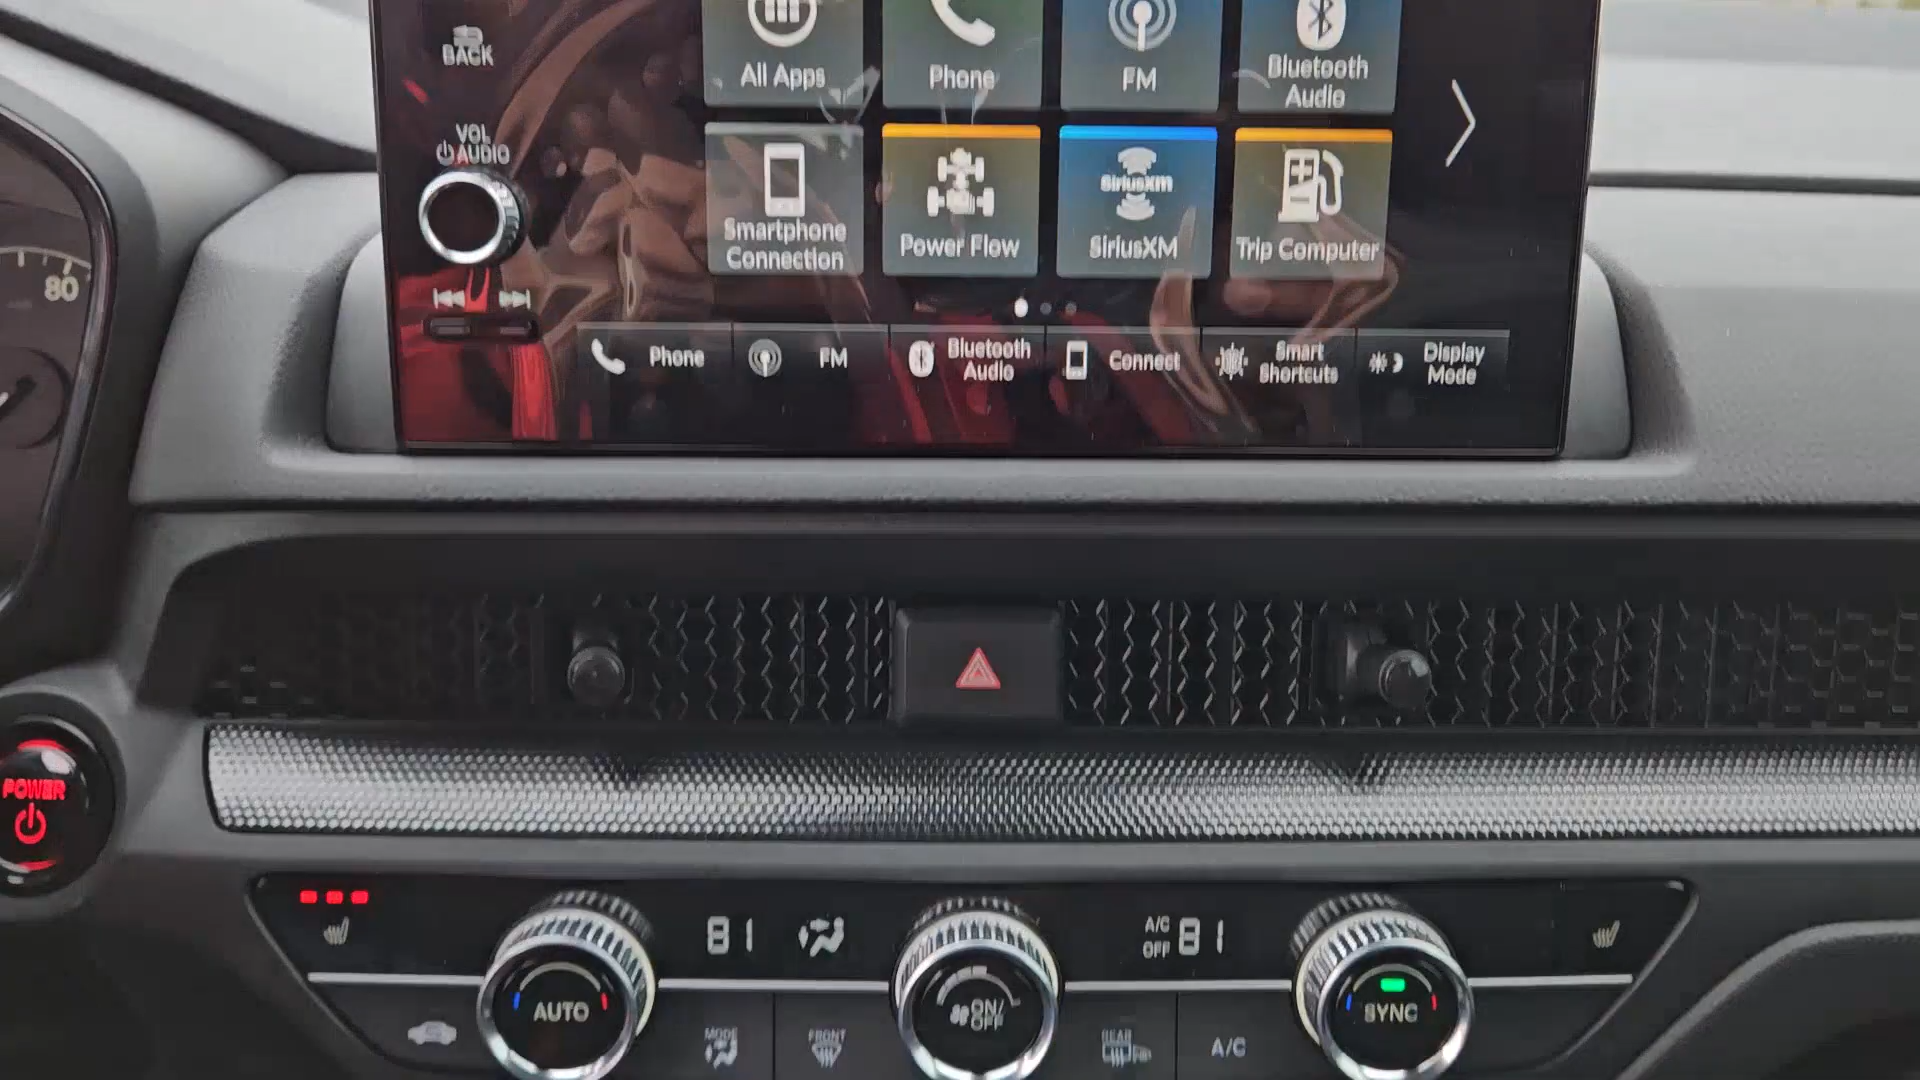 BACK
All Apps
Phone
FM
Bluetooth
Audio
VOL
AUDIO
SiriusXM
Smartphone
Connection
Power Flow
SiriusXM
Trip Computer
80
Phone
FM
Bluetooth
Audio
Connect
Smart
Shortcuts
Display
Mode
POWER
81
A/C
OFF
81
AUTO
ON/
OFF
SYNC
MODE
FRONT
REAR
A/C